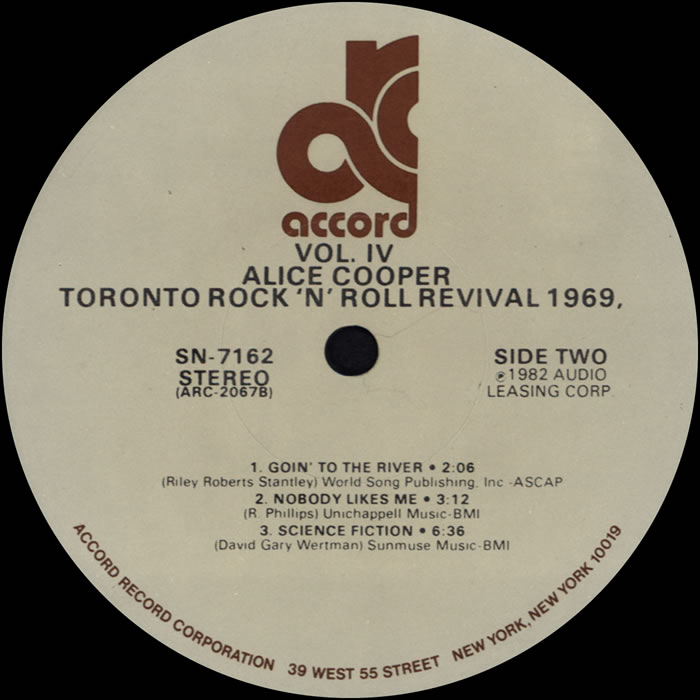 accord
VOL. IV
ALICE COOPER
TORONTO ROCK 'N' ROLL REVIVAL 1969,
SN-7162
STEREO
(ARC-2067B)
SIDE TWO
℗1982 AUDIO
LEASING CORP.
1. GOIN' TO THE RIVER • 2:06
(Riley Roberts Stantley) World Song Publishing, Inc -ASCAP
2. NOBODY LIKES ME • 3:12
(R. Phillips) Unichappell Music-BMI
3. SCIENCE FICTION • 6:36
(David Gary Wertman) Sunmuse Music-BMI
ACCORD RECORD CORPORATION 39 WEST 55 STREET NEW YORK, NEW YORK 10019